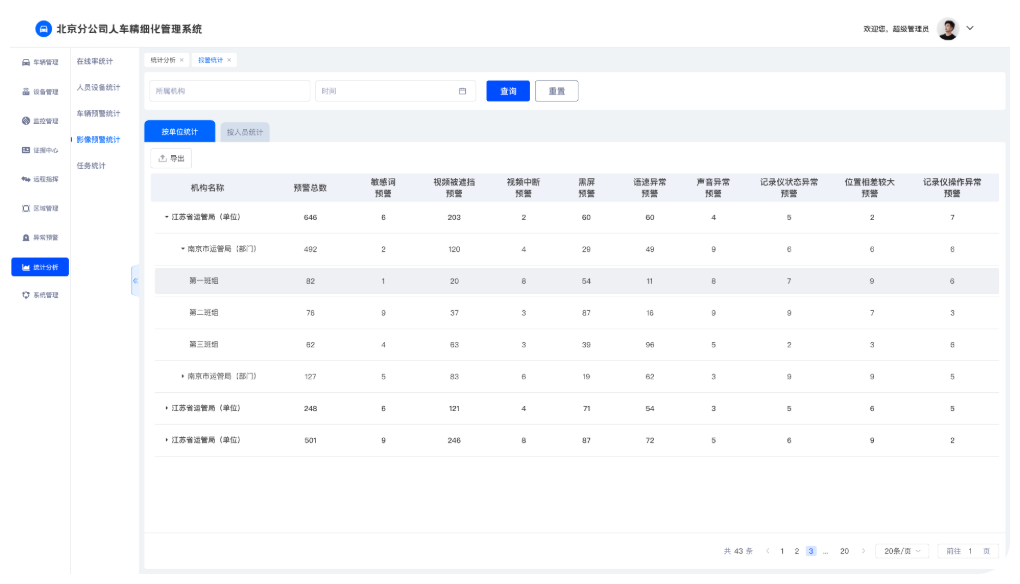 北京分公司人车精细化管理系统
欢迎您，超级管理员
车辆管理
设备管理
监控管理
证据中心
远程指挥
区域管理
异常预警
统计分析
系统管理
在线率统计
人员设备统计
车辆预警统计
影像预警统计
任务统计
统计分析 × 报警统计 ×
所属机构 时间 查询 重置
按单位统计 按人员统计
导出
机构名称 预警总数 敏感词预警 视频被遮挡预警 视频中断预警 黑屏预警 语速异常预警 声音异常预警 记录仪状态异常预警 位置相差较大预警 记录仪操作异常预警
江苏省运管局（单位） 646 6 203 2 60 60 4 5 2 7
南京市运管局（部门） 492 2 120 4 29 49 9 6 6 6
第一班组 82 1 20 8 54 11 8 7 9 6
第二班组 76 9 37 3 87 16 9 9 7 3
第三班组 62 4 63 3 39 96 5 2 3 6
南京市运管局（部门） 127 5 83 6 19 62 3 9 9 5
江苏省运管局（单位） 248 6 121 4 71 54 3 5 6 5
江苏省运管局（单位） 501 9 246 8 87 72 5 6 9 2
共 43 条 1 2 3 ... 20 20条/页 前往 1 页